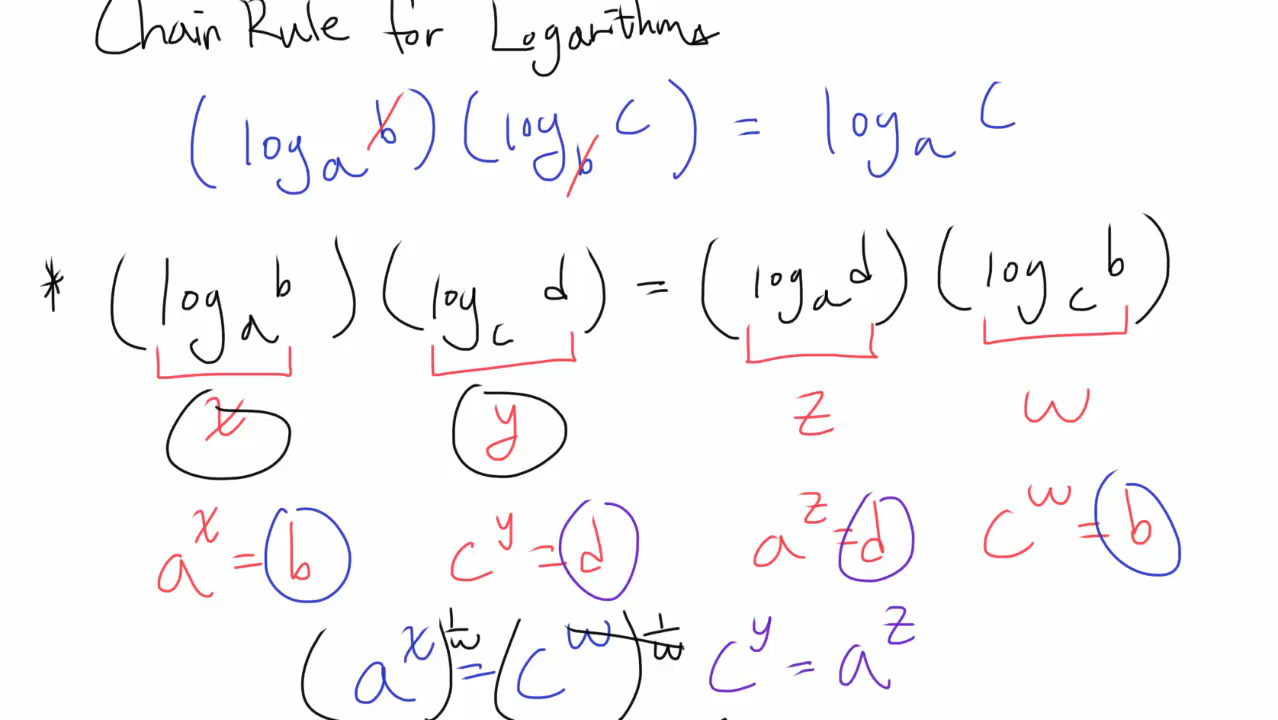 Chain Rule for Logarithms
(log_a b)(log_b c) = log_a c
* (log_a b)(log_c d) = (log_a d)(log_c b)
x y z w
a^x = b c^y = d a^z = d c^w = b
(a^x)^{1/w} = (c^w)^{1/w} c^y = a^z